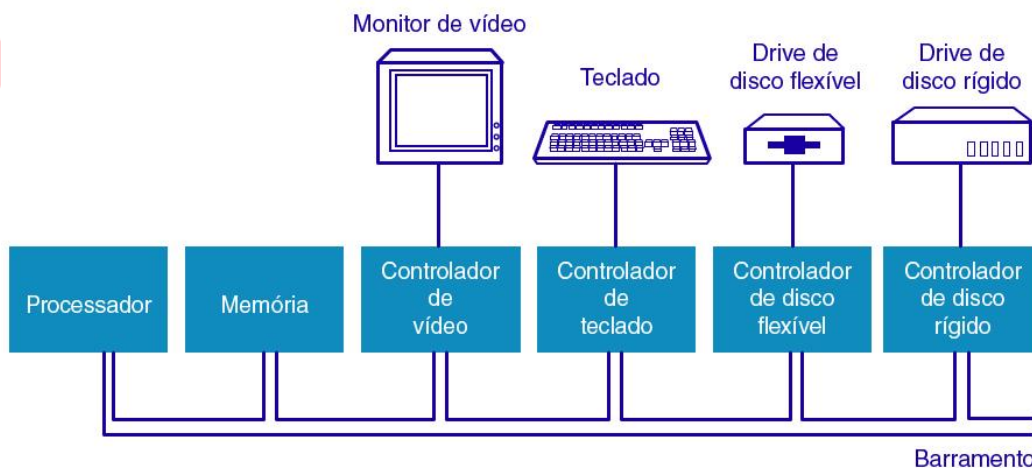 Monitor de vídeo
Teclado
Drive de
disco flexível
Drive de
disco rígido
Processador
Memória
Controlador
de
vídeo
Controlador
de
teclado
Controlador
de disco
flexível
Controlador
de disco
rígido
Barramento